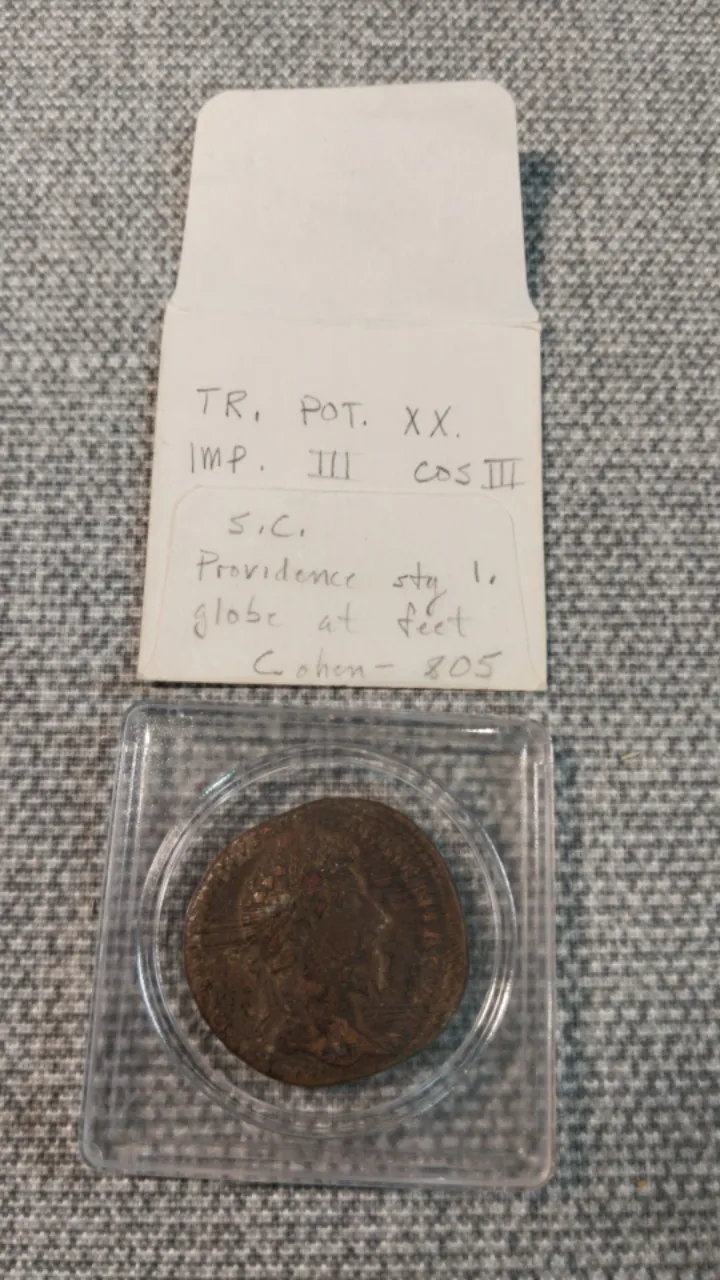 TR. POT. XX.
IMP. III COS III
S.C.
Providence stg l.
globe at feet
Cohen - 805